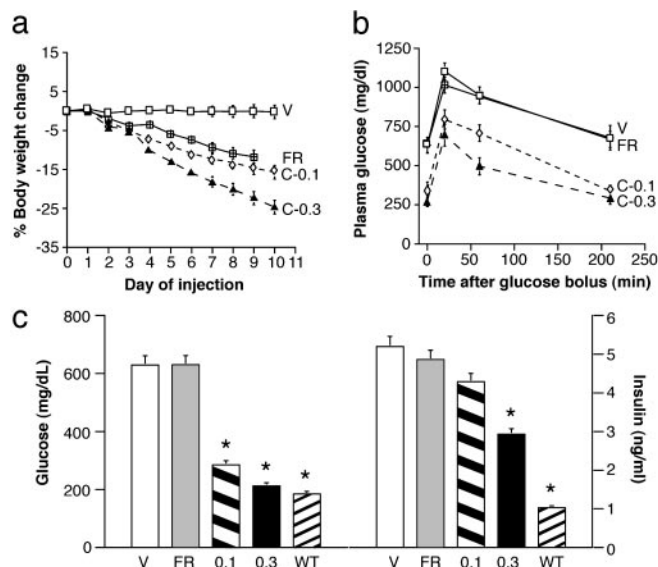 a
15
5
-5
-15
-25
-35
% Body weight change
0 1 2 3 4 5 6 7 8 9 10 11
Day of injection
V
FR
C-0.1
C-0.3
b
1250
1000
750
500
250
0
Plasma glucose (mg/dl)
0 50 100 150 200 250
Time after glucose bolus (min)
V
FR
C-0.1
C-0.3
c
800
600
400
200
0
Glucose (mg/dL)
* * *
V FR 0.1 0.3 WT
* *
V FR 0.1 0.3 WT
6
5
4
3
2
1
0
Insulin (ng/ml)